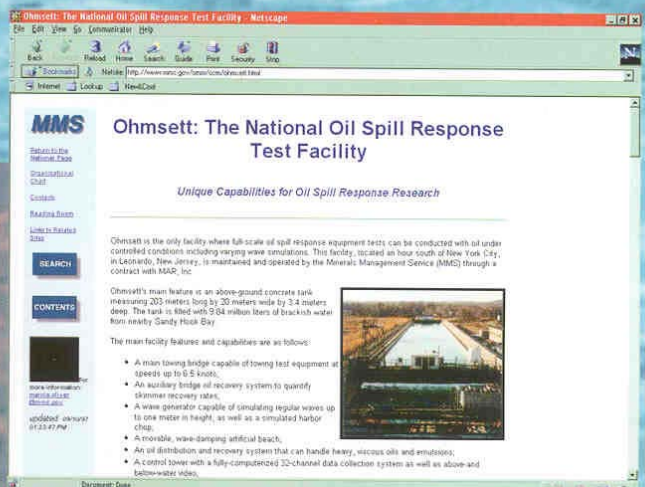 Ohmsett: The National Oil Spill Response Test Facility - Netscape
File Edit View Go Communicator Help
Back Reload Home Search Guide Print Security Stop
N
Bookmarks Netsite:
Internet Lookup New&Cool
MMS
Return to the
National Page
Organizational
Chart
Contacts
Reading Room
Links to Related
Sites
SEARCH
CONTENTS
For
more information:
updated:
01:23:47 PM
Ohmsett: The National Oil Spill Response
Test Facility
Unique Capabilities for Oil Spill Response Research
Ohmsett is the only facility where full-scale oil spill response equipment tests can be conducted with oil under
controlled conditions including varying wave simulations. This facility, located an hour south of New York City,
in Leonardo, New Jersey, is maintained and operated by the Minerals Management Service (MMS) through a
contract with MAR, Inc.
Ohmsett's main feature is an above-ground concrete tank
measuring 203 meters long by 20 meters wide by 3.4 meters
deep. The tank is filled with 9.84 million liters of brackish water
from nearby Sandy Hook Bay.
The main facility features and capabilities are as follows:
• A main towing bridge capable of towing test equipment at
speeds up to 6.5 knots;
• An auxiliary bridge oil recovery system to quantify
skimmer recovery rates;
• A wave generator capable of simulating regular waves up
to one meter in height, as well as a simulated harbor
chop;
• A movable, wave-damping artificial beach;
• An oil distribution and recovery system that can handle heavy, viscous oils and emulsions;
• A control tower with a fully-computerized 32-channel data collection system as well as above-and
below-water video;
Document: Done